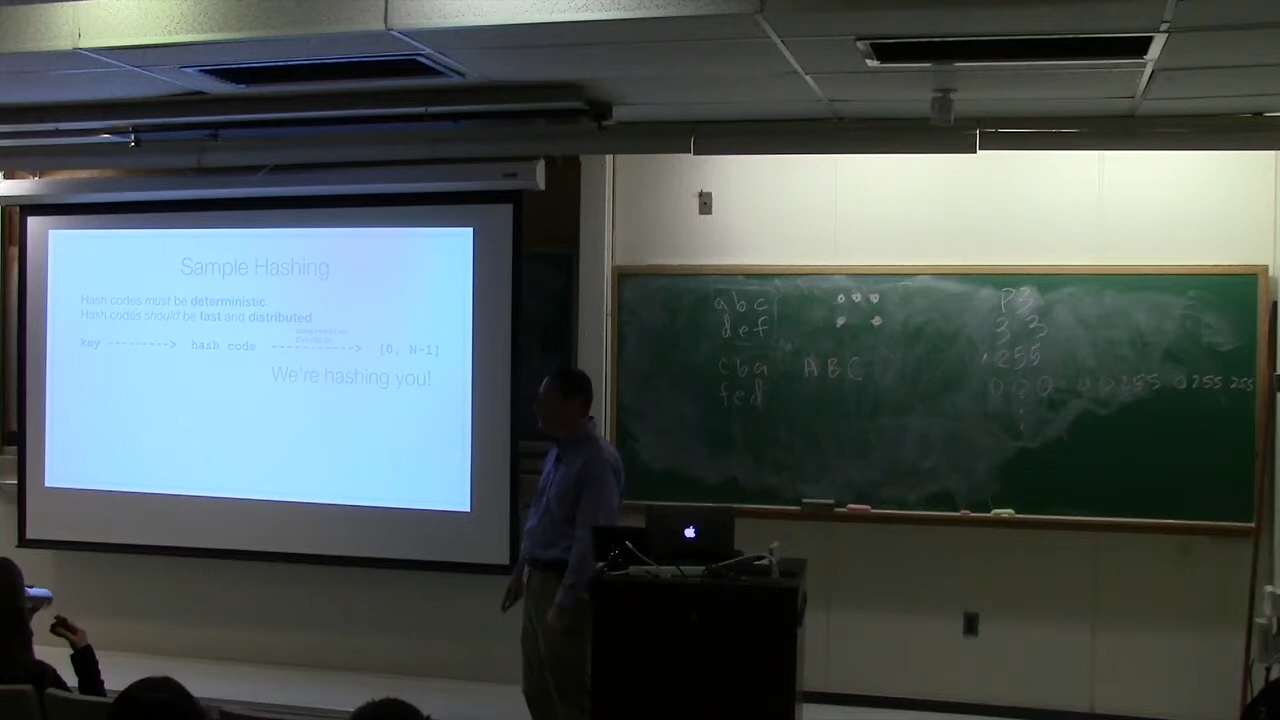 Sample Hashing
Hash codes must be deterministic.
Hash codes should be fast and distributed
Compression
Function
key --------> hash code -----------> [0, N-1]
We're hashing you!
abc
def
cba
fed
ABC
P3
3 3
255
0 0 0 0 0 255 0 255 255